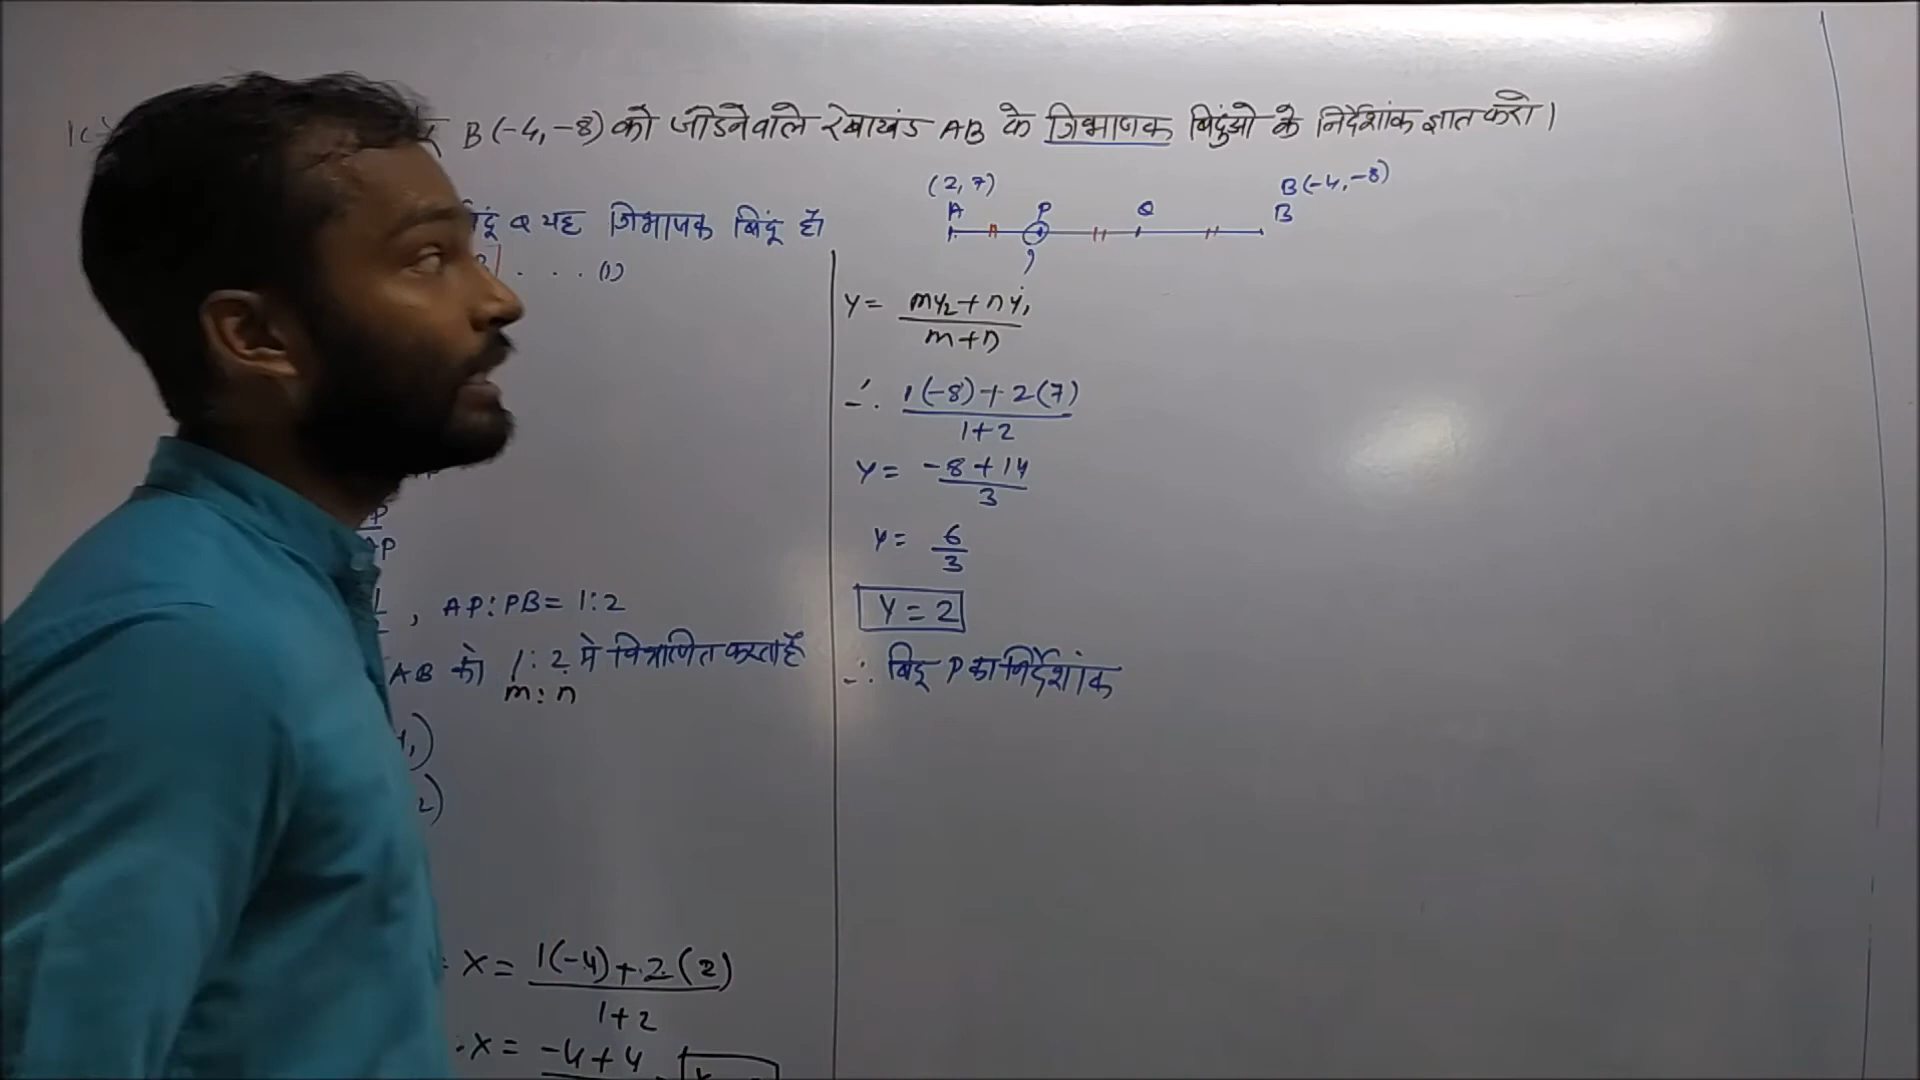 B(-4,-8) को जोडनेवाले रेखाखंड AB के त्रिभाजक बिंदुओ के निर्देशांक ज्ञात करो।
(2,7) B(-4,-8)
A P Q B
Q यह त्रिभाजक बिंदू है।
. . . . (1)
AP
, AP:PB= 1:2
AB को 1:2 मे विभाजित करता है
m:n
x= 1(-4)+2(2)
1+2
x= -4+4
y= my₂+ny₁
m+n
∴ 1(-8)+2(7)
1+2
y= -8+14
3
y= 6
3
y=2
∴ बिंदू P का निर्देशांक